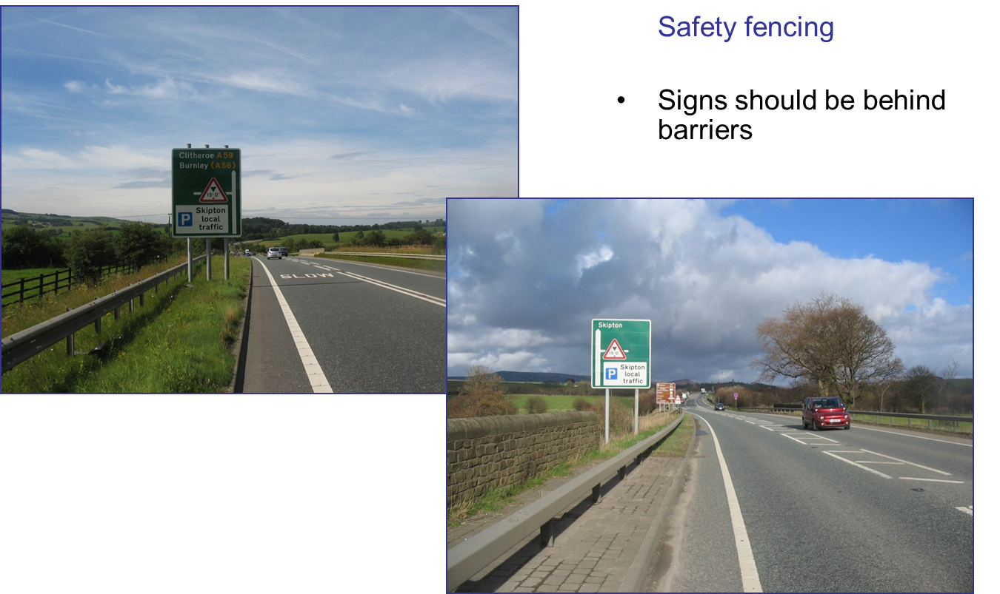 Safety fencing
• Signs should be behind
barriers
Clitheroe A59
Burnley (A56)
15'0"
P
Skipton
local
traffic
SLOW
Skipton
15'0"
P
Skipton
local
traffic